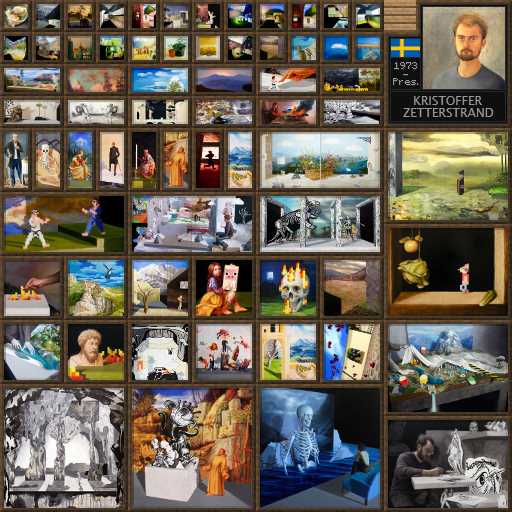 1973
–
Pres.
KRISTOFFER
ZETTERSTRAND